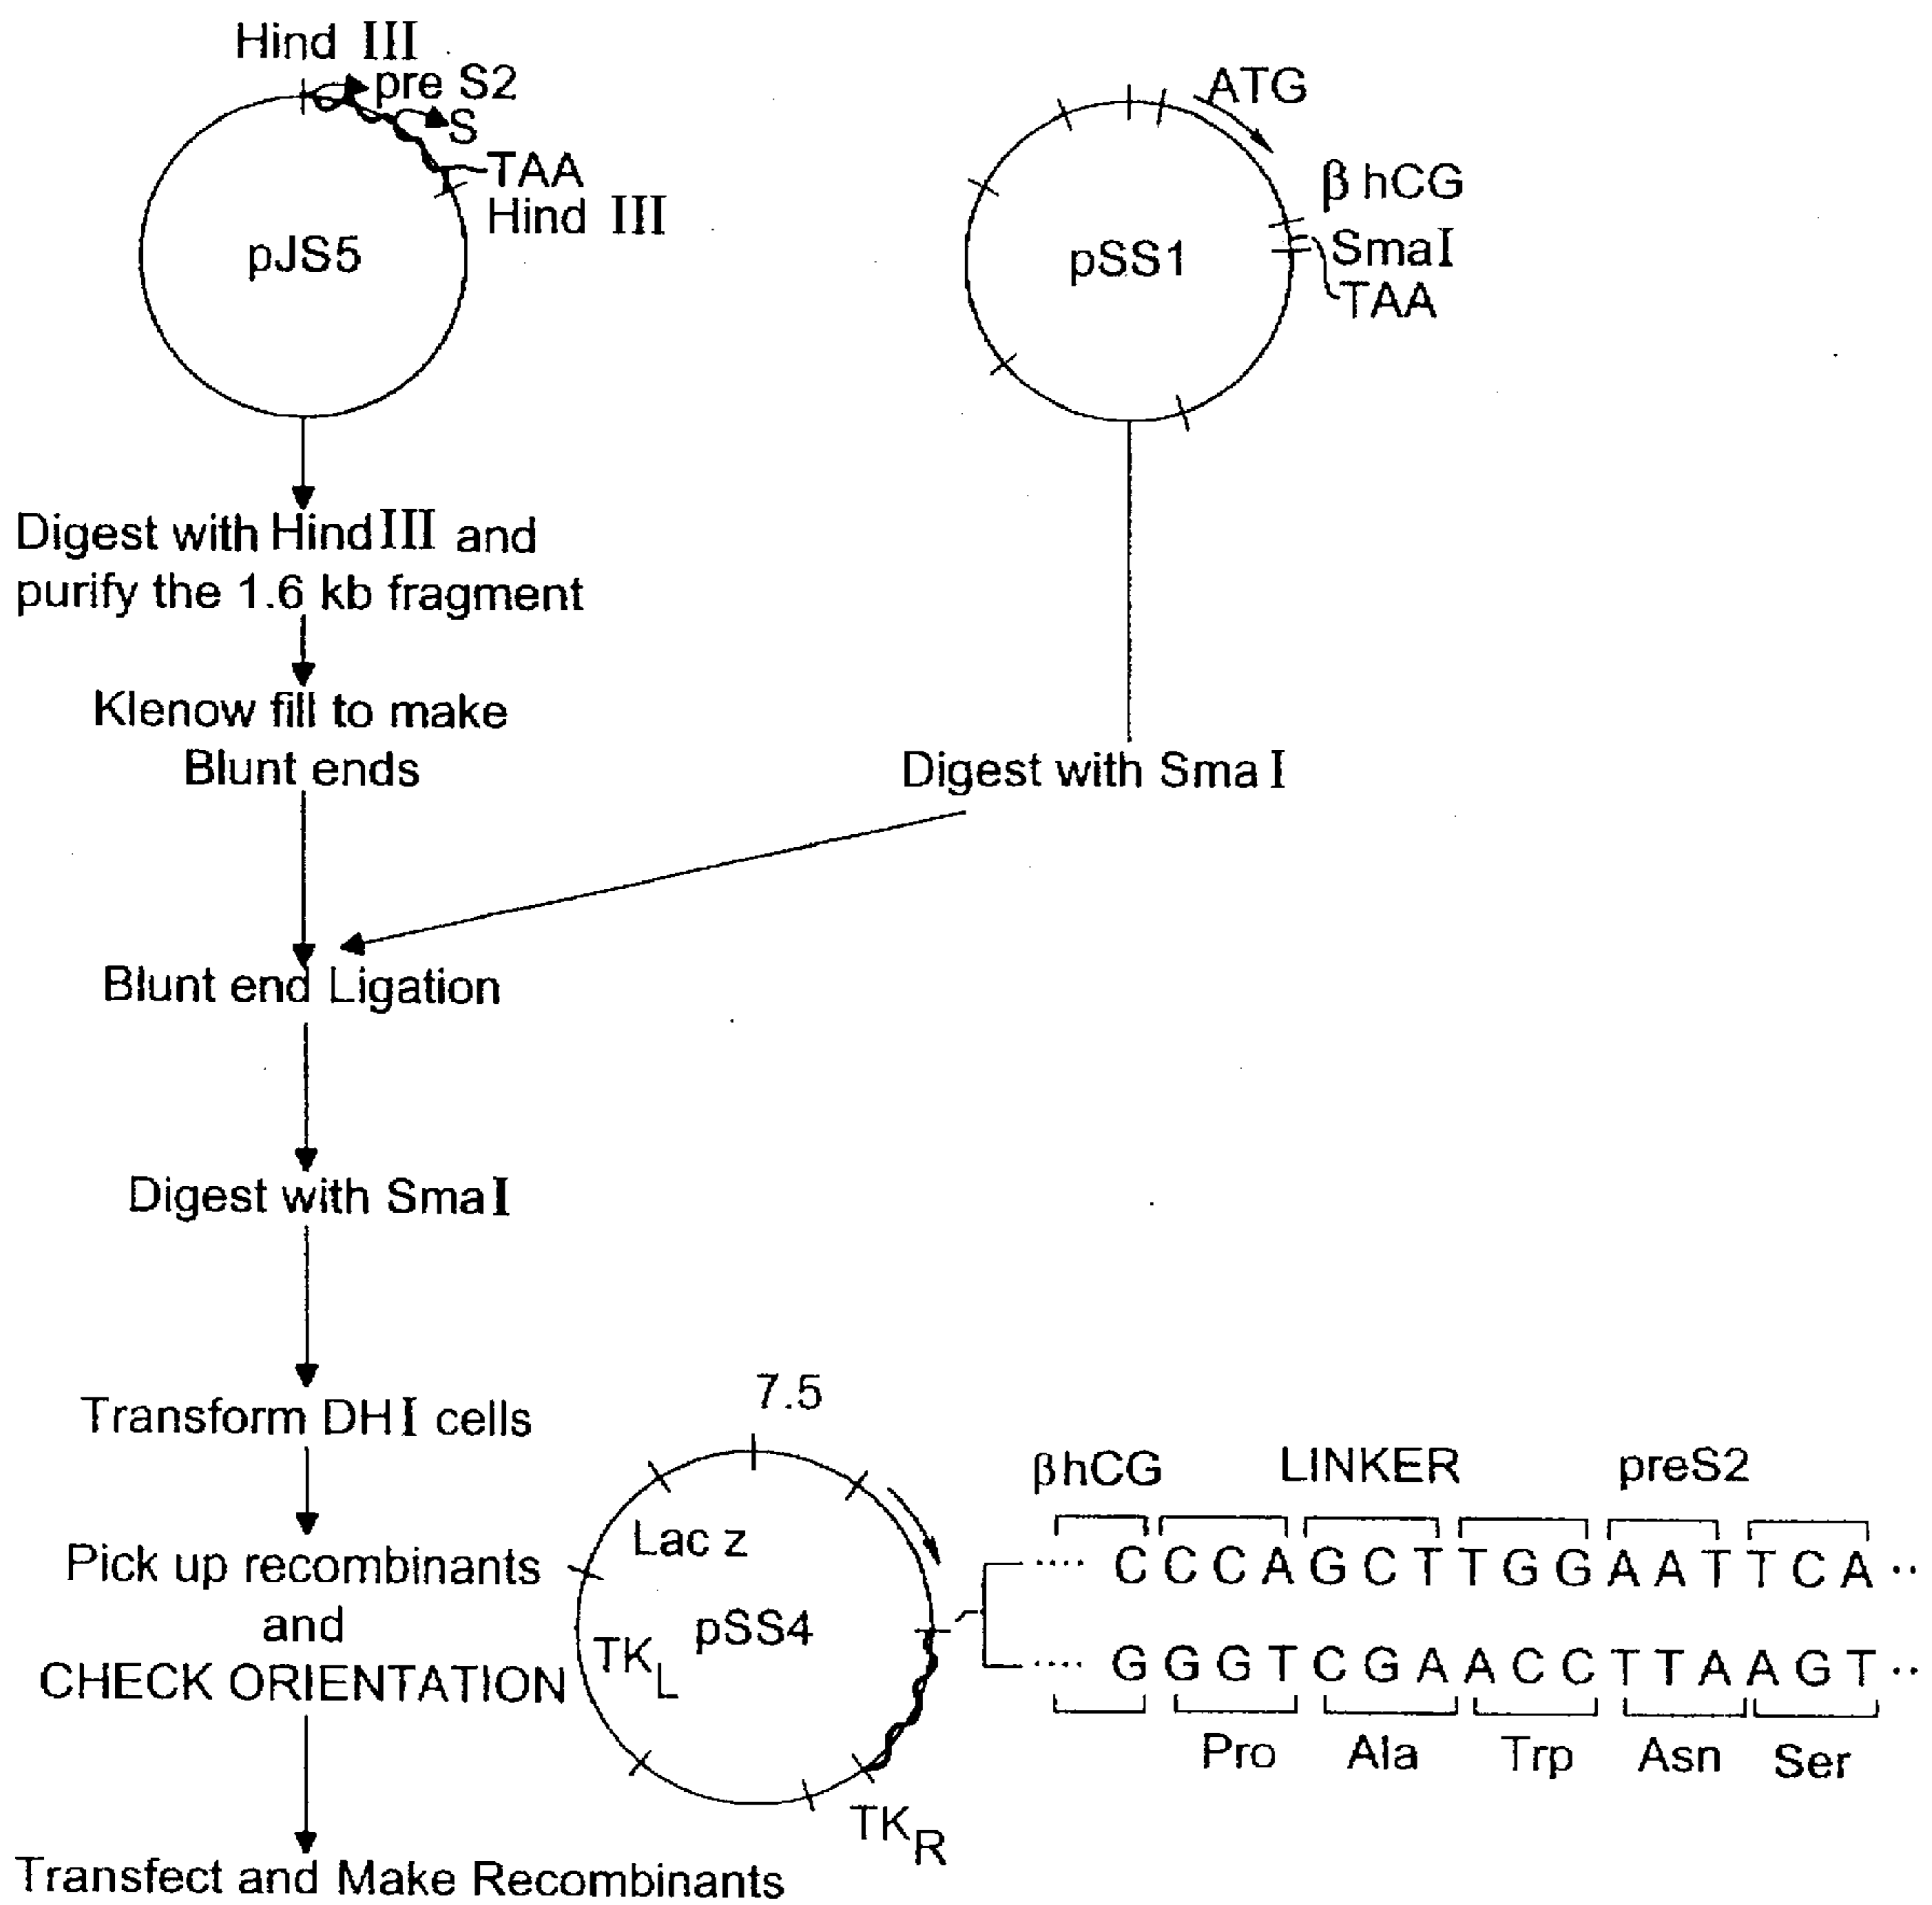 Hind III
pre S2
S
TAA
Hind III
pJS5
ATG
β hCG
SmaI
TAA
pSS1
Digest with Hind III and
purify the 1.6 kb fragment
Klenow fill to make
Blunt ends
Digest with Sma I
Blunt end Ligation
Digest with SmaI
Transform DH I cells
Pick up recombinants
and
CHECK ORIENTATION
Transfect and Make Recombinants
7.5
Lac z
pSS4
TKL
TKR
βhCG LINKER preS2
.... C C C A G C T T G G A A T T C A ..
.... G G G T C G A A C C T T A A G T ..
Pro Ala Trp Asn Ser